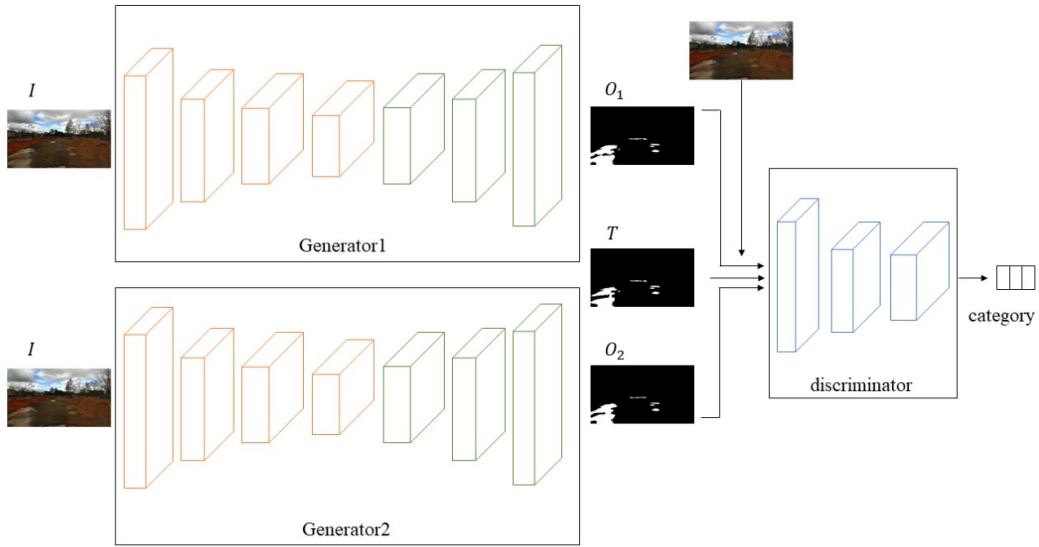 I
Generator1
O₁
T
I
Generator2
O₂
discriminator
category